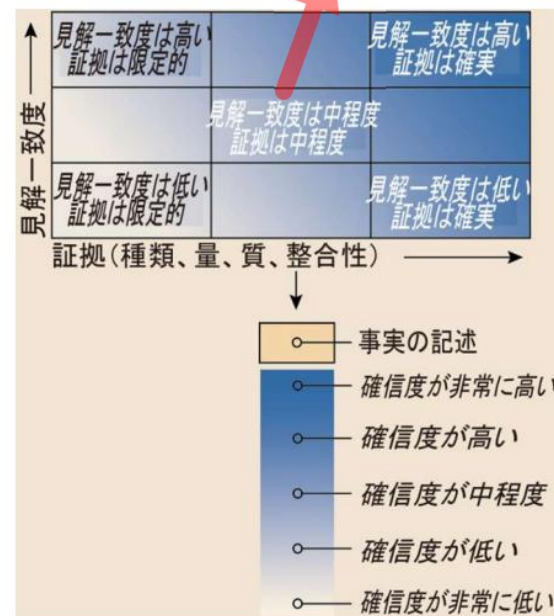 見解一致度は高い
証拠は限定的
見解一致度は高い
証拠は確実
見解一致度は中程度
証拠は中程度
見解一致度は低い
証拠は限定的
見解一致度は低い
証拠は確実
見解一致度
証拠(種類、量、質、整合性)
事実の記述
確信度が非常に高い
確信度が高い
確信度が中程度
確信度が低い
確信度が非常に低い